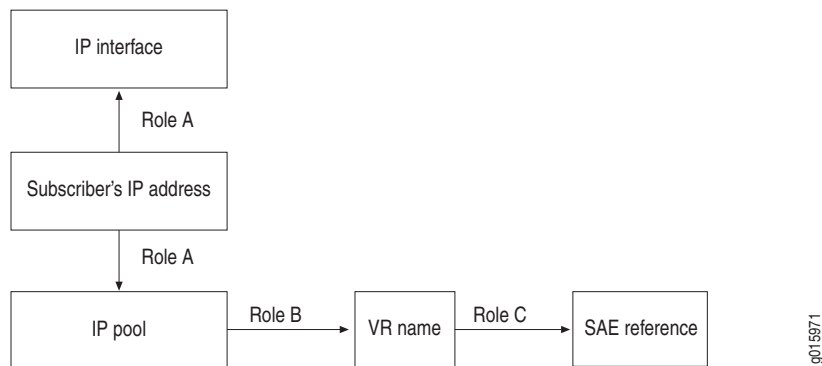 IP interface
Role A
Subscriber's IP address
Role A
IP pool
Role B
VR name
Role C
SAE reference
g015971